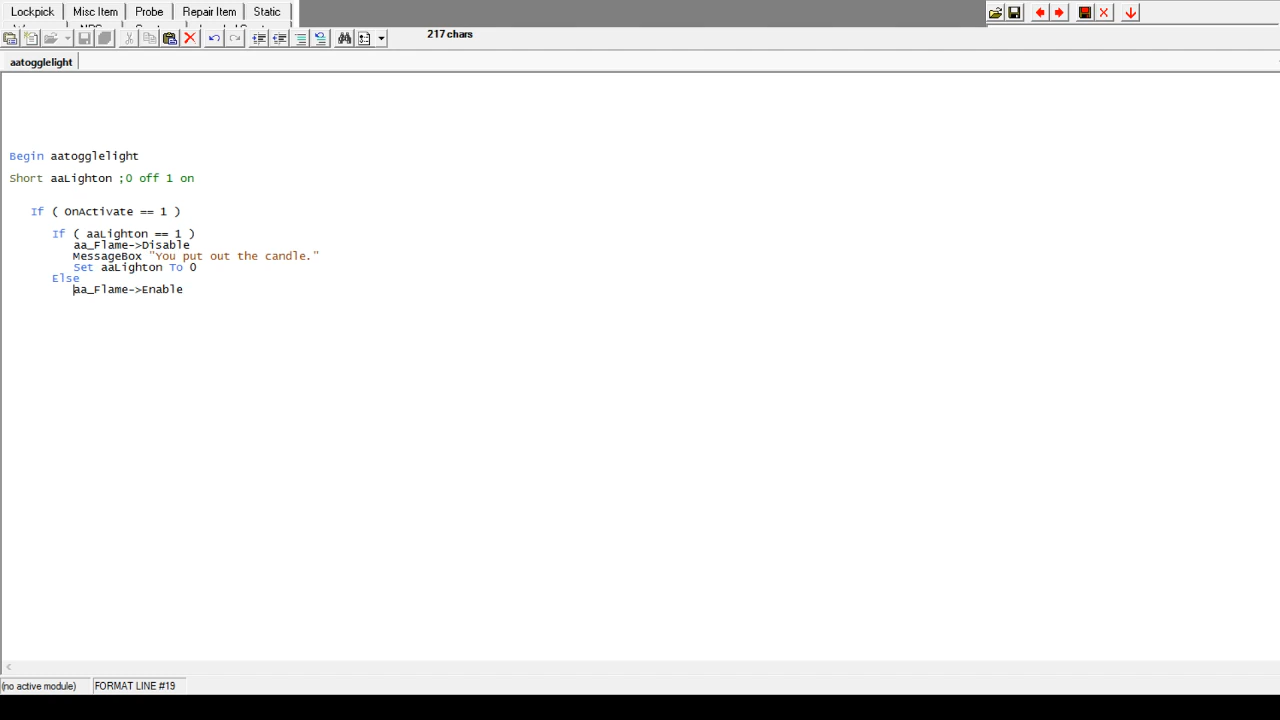 Lockpick Misc Item Probe Repair Item Static
217 chars
aatogglelight
Begin aatogglelight
Short aaLighton ;0 off 1 on
If ( OnActivate == 1 )
If ( aaLighton == 1 )
aa_Flame->Disable
MessageBox "You put out the candle."
Set aaLighton To 0
Else
aa_Flame->Enable
(no active module) FORMAT LINE #19